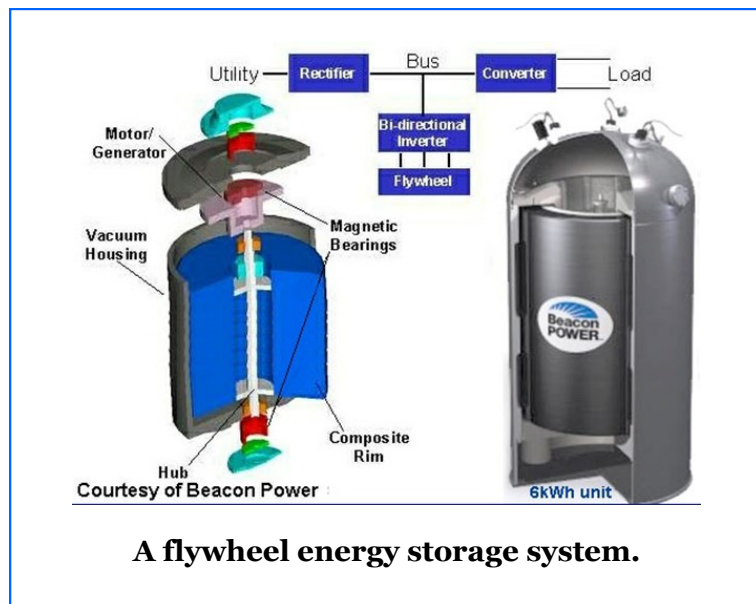 Utility
Rectifier
Bus
Converter
Load
Bi-directional
Inverter
Flywheel
Motor/
Generator
Magnetic
Bearings
Vacuum
Housing
Composite
Rim
Hub
Beacon
POWER
Courtesy of Beacon Power
6kWh unit
A flywheel energy storage system.